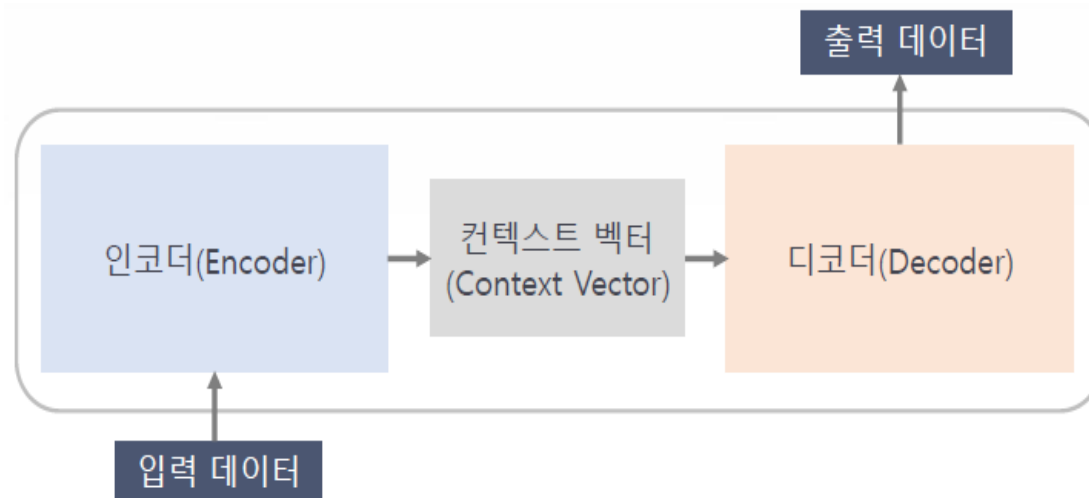 출력 데이터
인코더(Encoder)
컨텍스트 벡터
(Context Vector)
디코더(Decoder)
입력 데이터